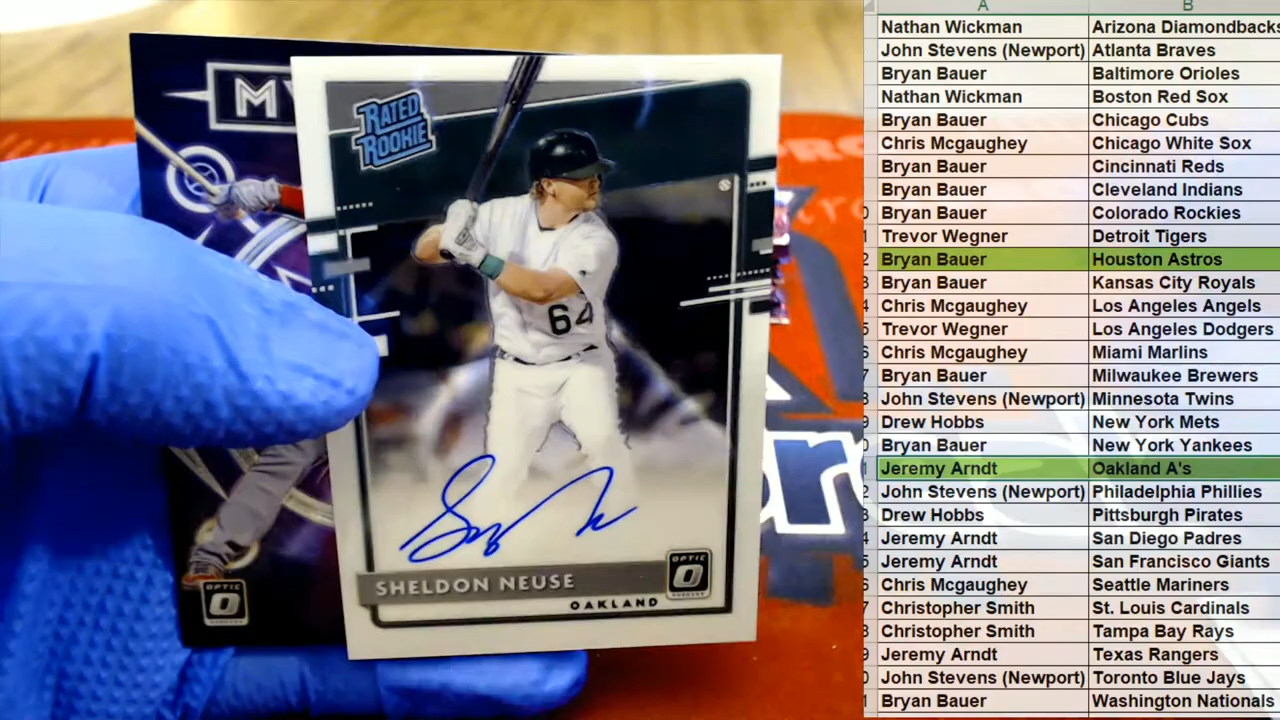 A B
Nathan Wickman Arizona Diamondbacks
John Stevens (Newport) Atlanta Braves
Bryan Bauer Baltimore Orioles
Nathan Wickman Boston Red Sox
Bryan Bauer Chicago Cubs
Chris Mcgaughey Chicago White Sox
Bryan Bauer Cincinnati Reds
Bryan Bauer Cleveland Indians
Bryan Bauer Colorado Rockies
Trevor Wegner Detroit Tigers
Bryan Bauer Houston Astros
Bryan Bauer Kansas City Royals
Chris Mcgaughey Los Angeles Angels
Trevor Wegner Los Angeles Dodgers
Chris Mcgaughey Miami Marlins
Bryan Bauer Milwaukee Brewers
John Stevens (Newport) Minnesota Twins
Drew Hobbs New York Mets
Bryan Bauer New York Yankees
Jeremy Arndt Oakland A's
John Stevens (Newport) Philadelphia Phillies
Drew Hobbs Pittsburgh Pirates
Jeremy Arndt San Diego Padres
Jeremy Arndt San Francisco Giants
Chris Mcgaughey Seattle Mariners
Christopher Smith St. Louis Cardinals
Christopher Smith Tampa Bay Rays
Jeremy Arndt Texas Rangers
John Stevens (Newport) Toronto Blue Jays
Bryan Bauer Washington Nationals
RATED
ROOKIE
64
SHELDON NEUSE
OAKLAND
OPTIC
O
OPTIC
O